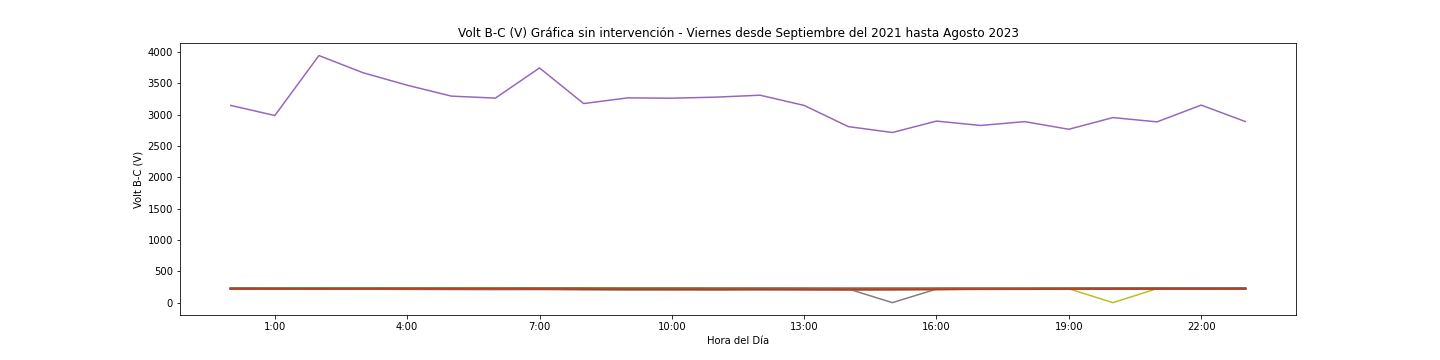 Volt B-C (V) Gráfica sin intervención - Viernes desde Septiembre del 2021 hasta Agosto 2023
4000
3500
3000
2500
2000
1500
1000
500
0
Volt B-C (V)
1:00 4:00 7:00 10:00 13:00 16:00 19:00 22:00
Hora del Día